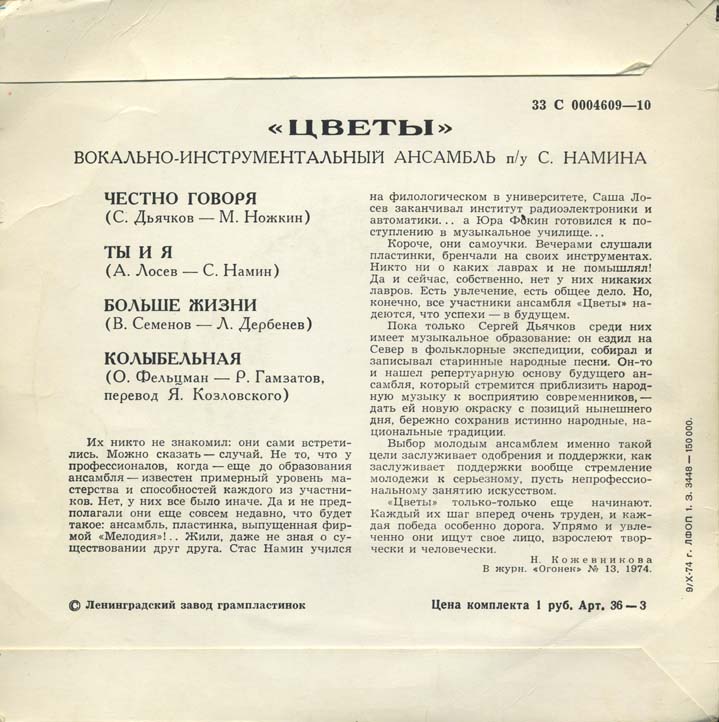 33 С 0004609—10
«ЦВЕТЫ»
ВОКАЛЬНО-ИНСТРУМЕНТАЛЬНЫЙ АНСАМБЛЬ п/у С. НАМИНА
ЧЕСТНО ГОВОРЯ
(С. Дьячков — М. Ножкин)
ТЫ И Я
(А. Лосев — С. Намин)
БОЛЬШЕ ЖИЗНИ
(В. Семенов — Л. Дербенев)
КОЛЫБЕЛЬНАЯ
(О. Фельцман — Р. Гамзатов,
перевод Я. Козловского)
Их никто не знакомил: они сами встрети-
лись. Можно сказать — случай. Не то, что у
профессионалов, когда — еще до образования
ансамбля — известен примерный уровень ма-
стерства и способностей каждого из участни-
ков. Нет, у них все было иначе. Да и не пред-
полагали они еще совсем недавно, что будет
такое: ансамбль, пластинка, выпущенная фир-
мой «Мелодия»!.. Жили, даже не зная о су-
ществовании друг друга. Стас Намин учился
на филологическом в университете, Саша Ло-
сев заканчивал институт радиоэлектроники и
автоматики... а Юра Фокин готовился к по-
ступлению в музыкальное училище...
Короче, они самоучки. Вечерами слушали
пластинки, бренчали на своих инструментах.
Никто ни о каких лаврах и не помышлял!
Да и сейчас, собственно, нет у них никаких
лавров. Есть увлечение, есть общее дело. Но,
конечно, все участники ансамбля «Цветы» на-
деются, что успехи — в будущем.
Пока только Сергей Дьячков среди них
имеет музыкальное образование: он ездил на
Север в фольклорные экспедиции, собирал и
записывал старинные народные песни. Он-то
и нашел репертуарную основу будущего ан-
самбля, который стремится приблизить народ-
ную музыку к восприятию современников, —
дать ей новую окраску с позиций нынешнего
дня, бережно сохранив истинно народные, на-
циональные традиции.
Выбор молодым ансамблем именно такой
цели заслуживает одобрения и поддержки, как
заслуживает поддержки вообще стремление
молодежи к серьезному, пусть непрофессио-
нальному занятию искусством.
«Цветы» только-только еще начинают.
Каждый их шаг вперед очень труден, и каж-
дая победа особенно дорога. Упрямо и увле-
ченно они ищут свое лицо, взрослеют творче-
ски и человечески.
Н. Кожевникова
В журн. «Огонек» № 13, 1974.
© Ленинградский завод грампластинок
Цена комплекта 1 руб. Арт. 36—3
9/X-74 г. ЛФОП 1. З. 3448—150 000.